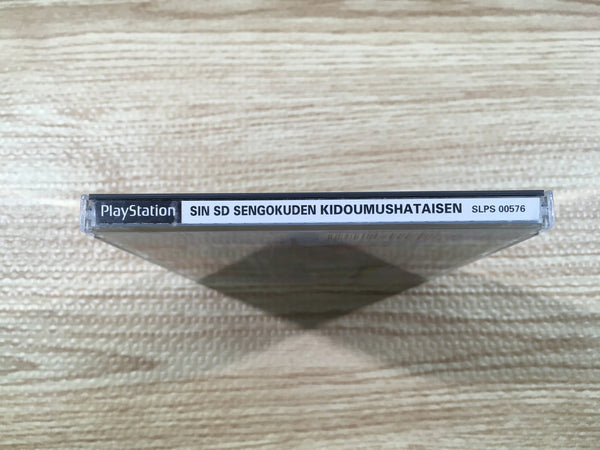 PlayStation SIN SD SENGOKUDEN KIDOUMUSHATAISEN SLPS 00576